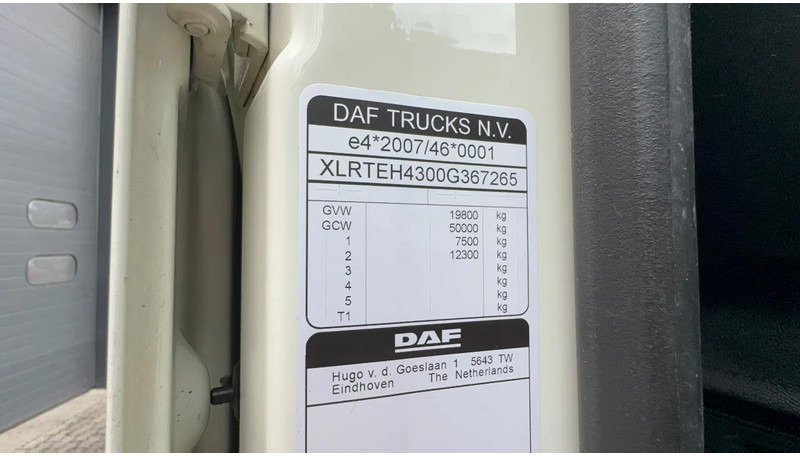 DAF TRUCKS N.V.
e4*2007/46*0001
XLRTEH4300G367265
GVW 19800 kg
GCW 50000 kg
1 7500 kg
2 12300 kg
3 kg
4 kg
5 kg
T1 kg
DAF
Hugo v. d. Goeslaan 1 5643 TW
Eindhoven The Netherlands